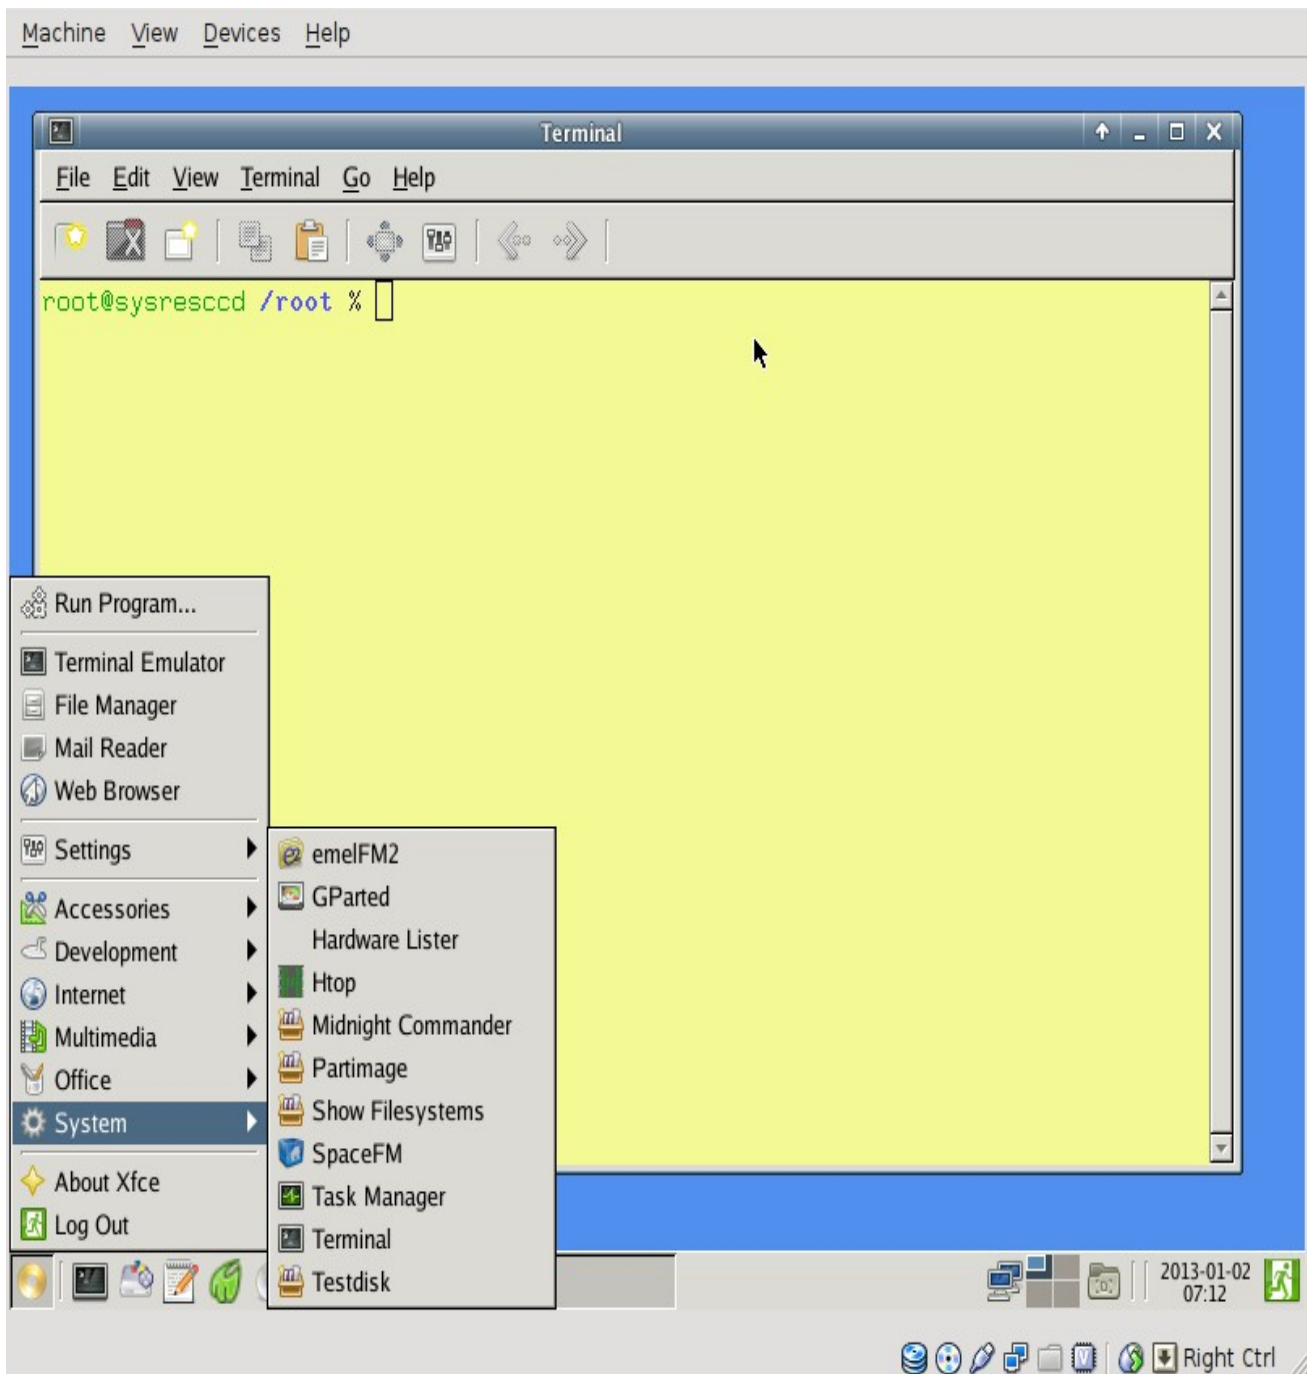 Machine View Devices Help
Terminal
File Edit View Terminal Go Help
root@sysresccd /root %
Run Program...
Terminal Emulator
File Manager
Mail Reader
Web Browser
Settings
Accessories
Development
Internet
Multimedia
Office
System
About Xfce
Log Out
emelFM2
GParted
Hardware Lister
Htop
Midnight Commander
Partimage
Show Filesystems
SpaceFM
Task Manager
Terminal
Testdisk
2013-01-02
07:12
Right Ctrl